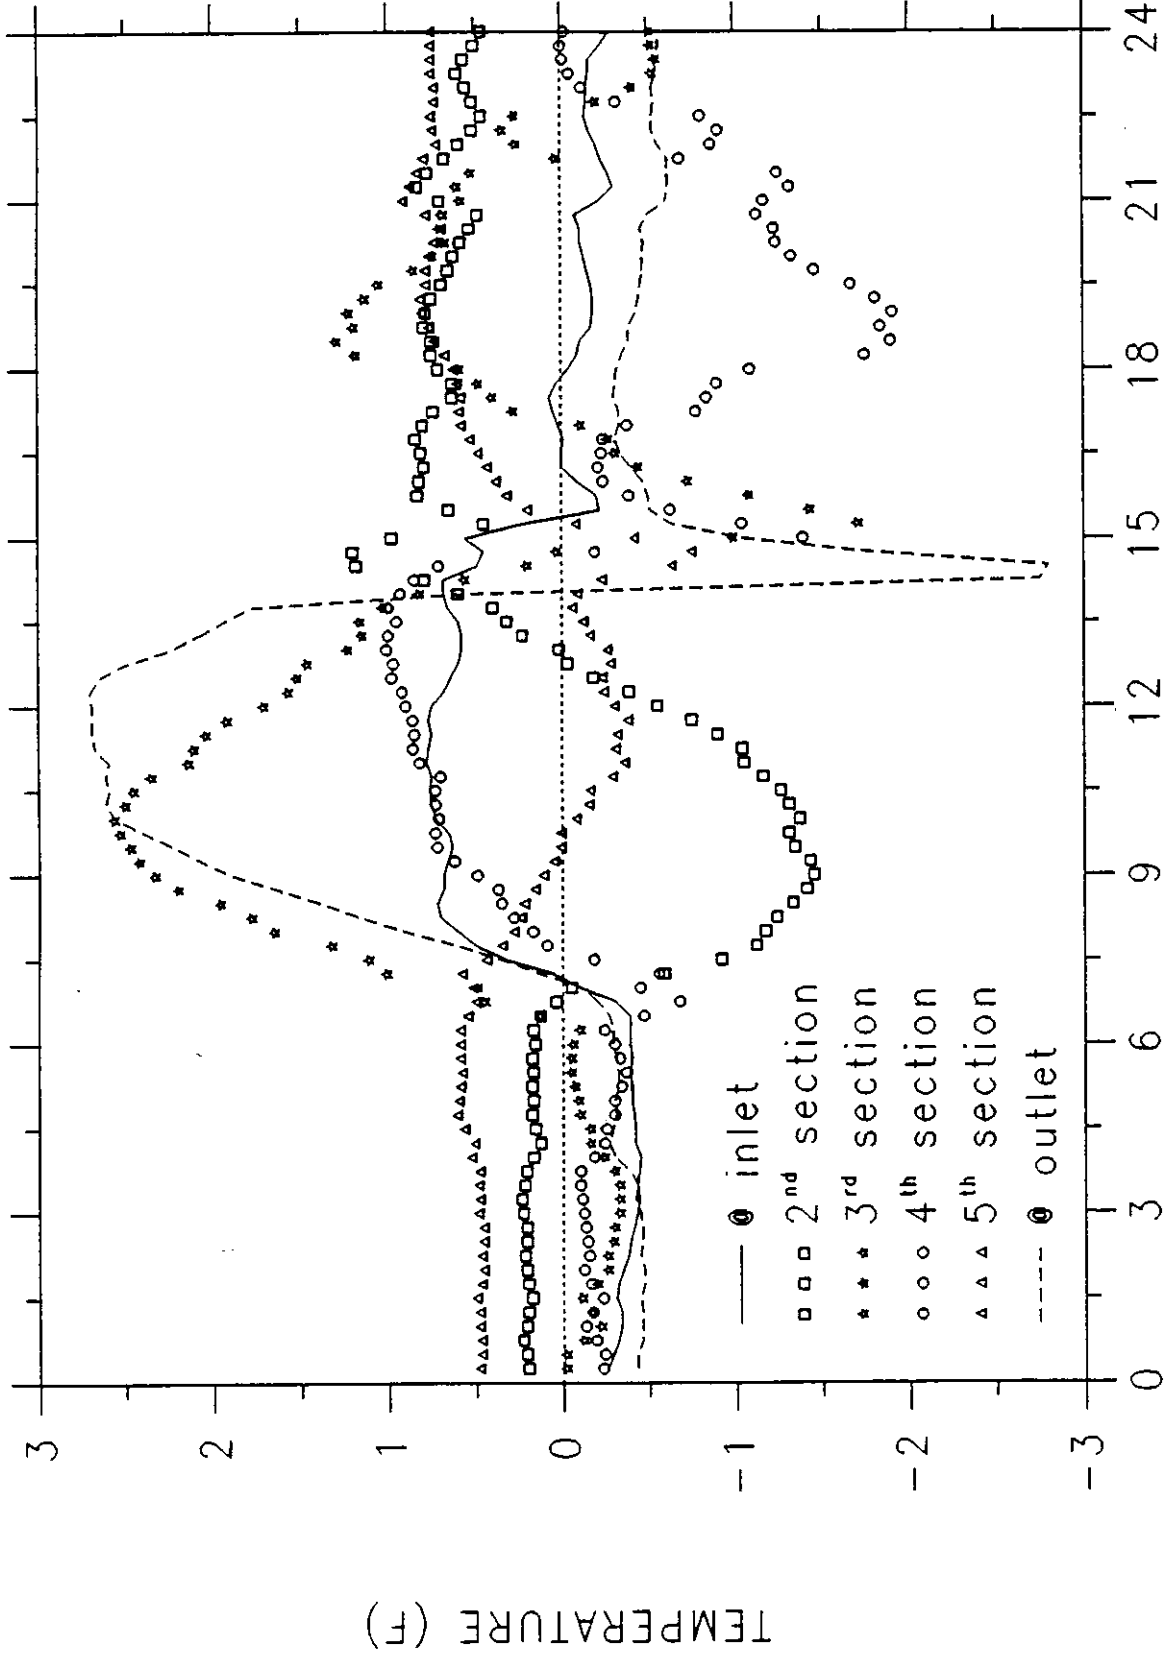 TEMPERATURE (F)
3
2
1
0
-1
-2
-3
0 3 6 9 12 15 18 21 24
@ inlet
2nd section
3rd section
4th section
5th section
@ outlet